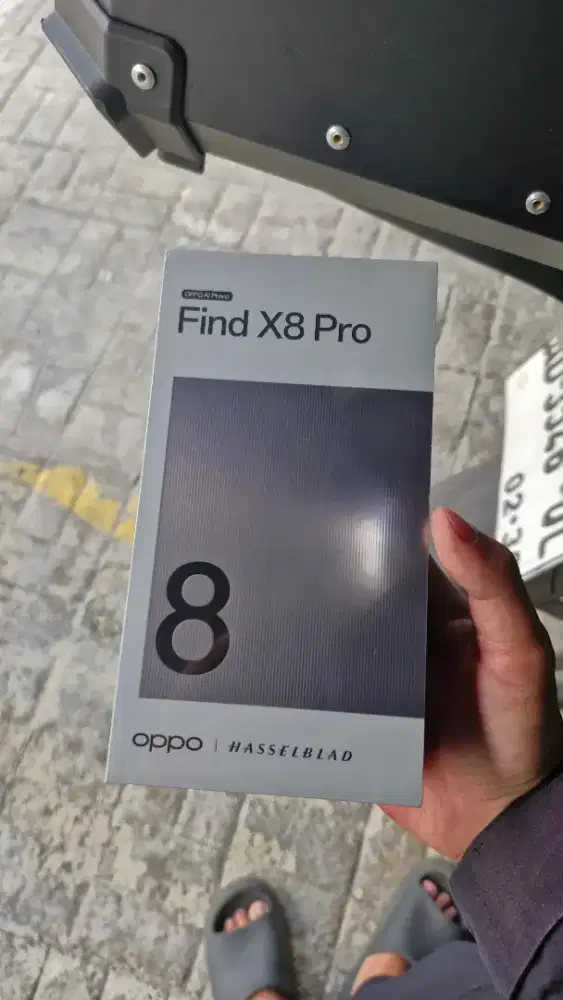 OPPO AI Phone
Find X8 Pro
8
oppo | HASSELBLAD